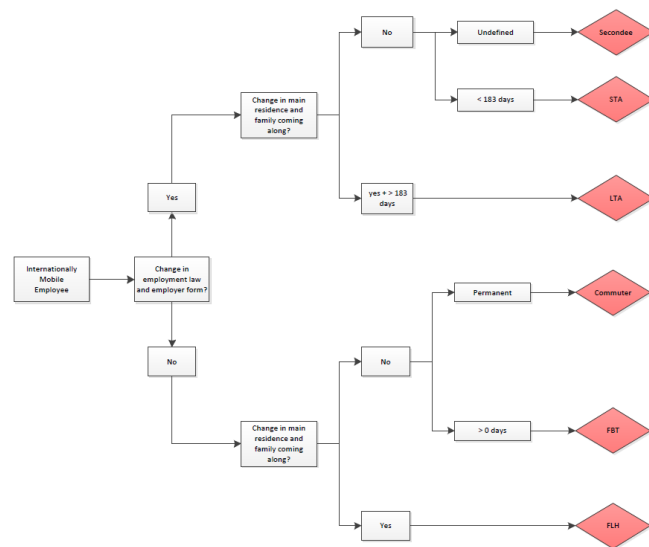 No
Undefined
Secondee
Change in main
residence and
family coming
along?
< 183 days
STA
Yes
yes + > 183
days
LTA
Internationally
Mobile
Employee
Change in
employment law
and employer form?
Permanent
Commuter
No
No
Change in main
residence and
family coming
along?
> 0 days
FBT
Yes
FLH